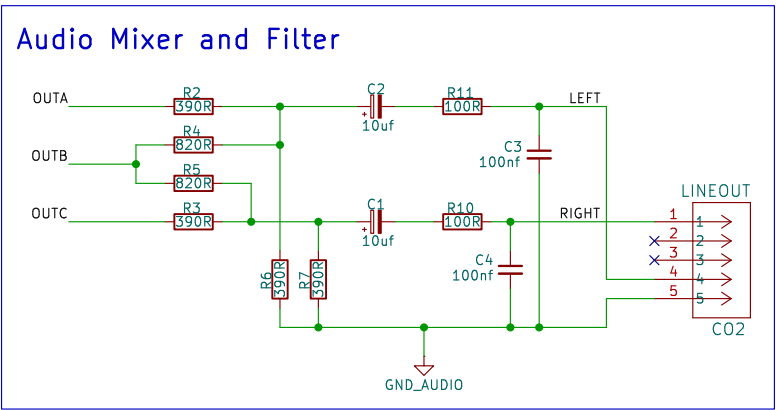 Audio Mixer and Filter
OUTA
R2
390R
C2
+
10uf
R11
100R
LEFT
R4
820R
OUTB
R5
820R
C3
100nf
OUTC
R3
390R
C1
+
10uf
R10
100R
RIGHT
LINEOUT
1 1
2 2
3 3
4 4
5 5
R6
390R
R7
390R
C4
100nf
CO2
GND_AUDIO